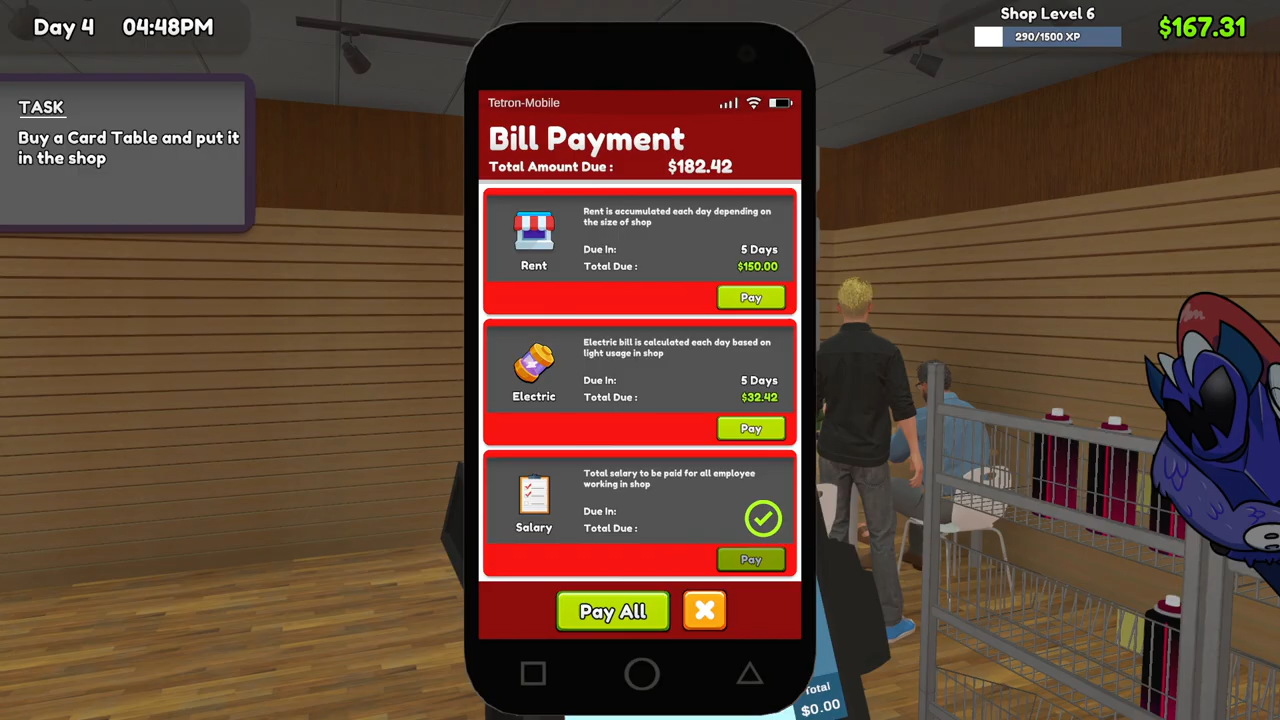 Day 4 04:48PM
Shop Level 6
290/1500 XP
$167.31
TASK
Buy a Card Table and put it
in the shop
Tetron-Mobile
Bill Payment
Total Amount Due : $182.42
Rent is accumulated each day depending on
the size of shop
Due In: 5 Days
Total Due : $150.00
Rent
Pay
Electric bill is calculated each day based on
light usage in shop
Due In: 5 Days
Total Due : $32.42
Electric
Pay
Total salary to be paid for all employee
working in shop
Due In:
Total Due :
Salary
Pay
Pay All
Total
$0.00